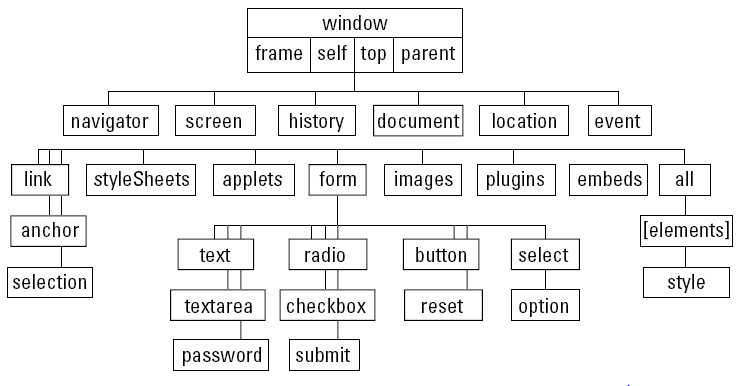 window
frame self top parent
navigator screen history document location event
link styleSheets applets form images plugins embeds all
anchor [elements]
text radio button select
selection style
textarea checkbox reset option
password submit